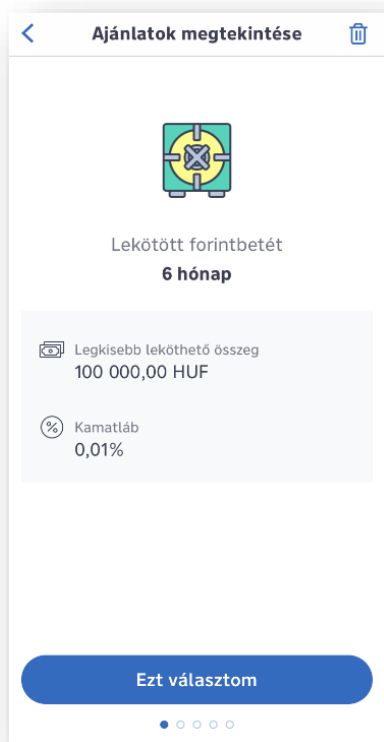 Ajánlatok megtekintése
Lekötött forintbetét
6 hónap
Legkisebb leköthető összeg
100 000,00 HUF
Kamatláb
0,01%
Ezt választom